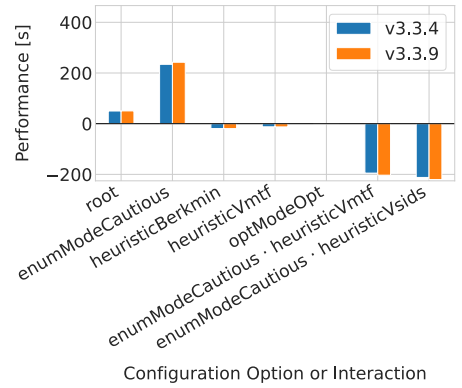 Performance [s]
400
200
0
−200
v3.3.4
v3.3.9
root
enumModeCautious
heuristicBerkmin
heuristicVmtf
optModeOpt
enumModeCautious · heuristicVmtf
enumModeCautious · heuristicVsids
Configuration Option or Interaction